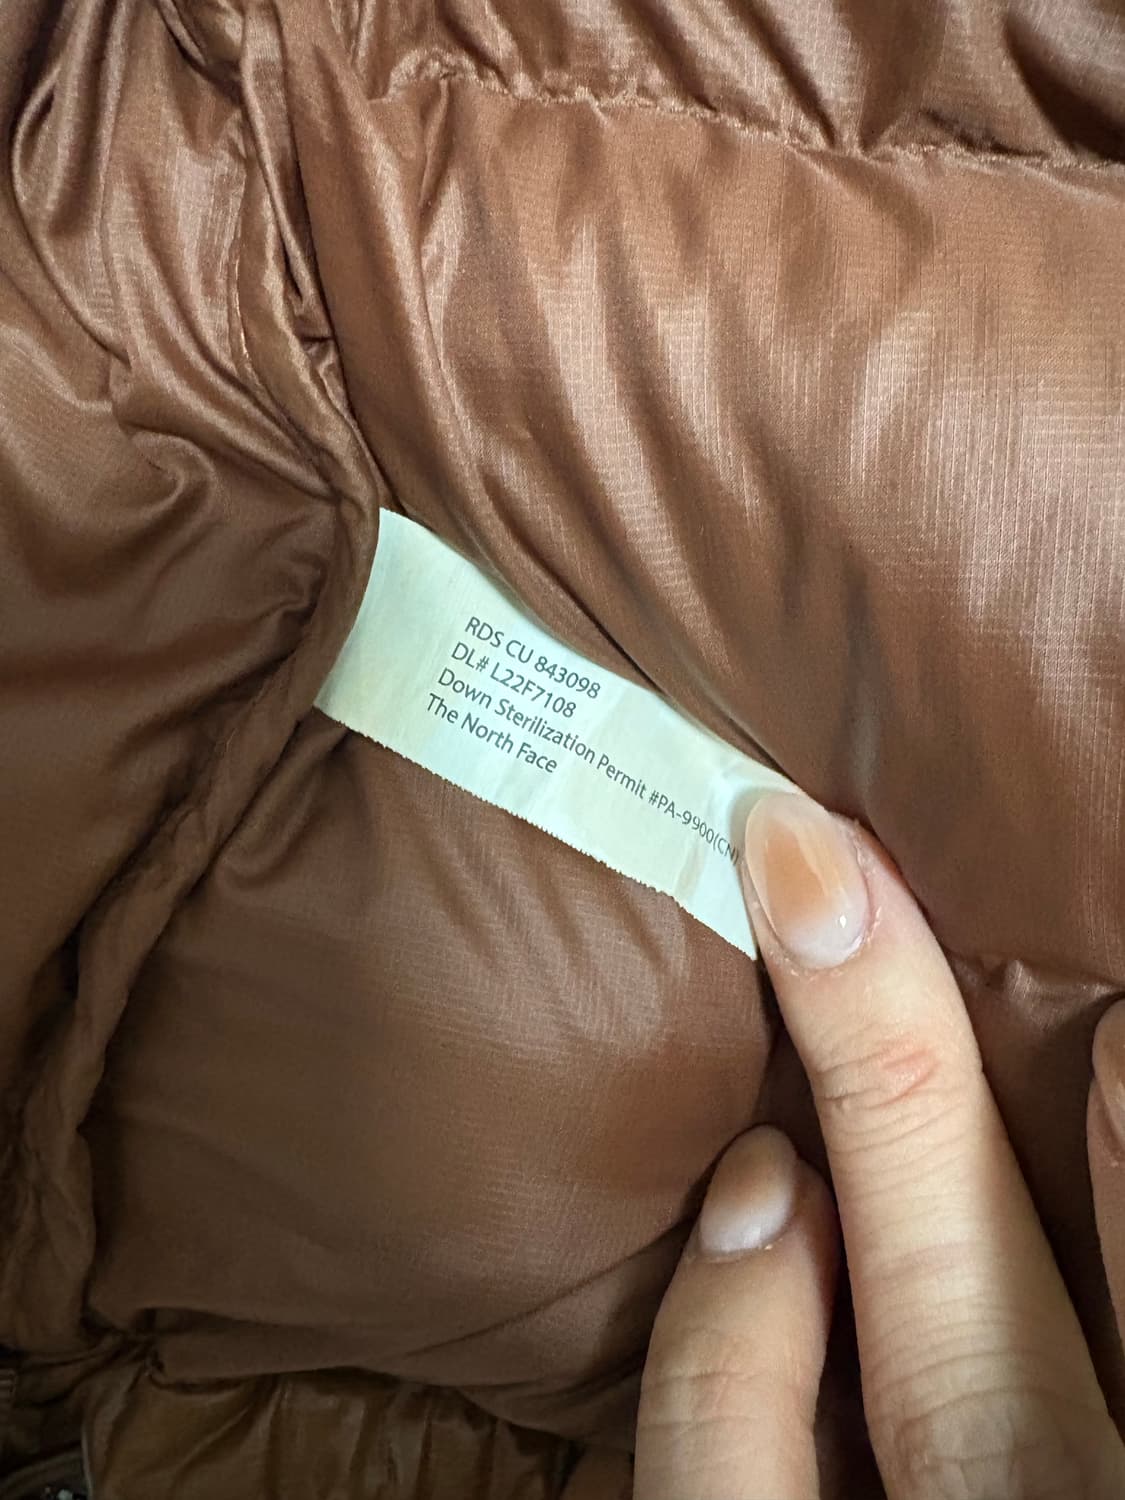 RDS CU 843098
DL# L22F7108
Down Sterilization Permit #PA-9900(CN)
The North Face